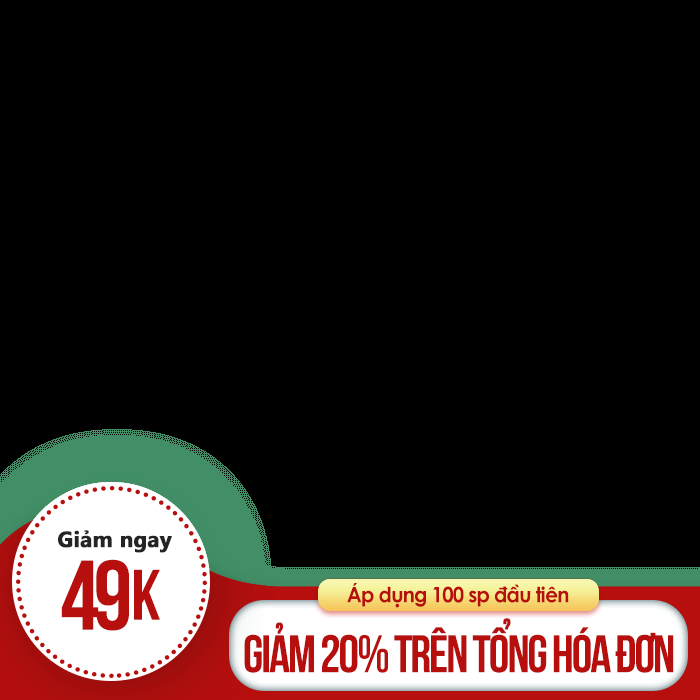 Giảm ngay
49K
Áp dụng 100 sp đầu tiên
GIẢM 20% TRÊN TỔNG HÓA ĐƠN